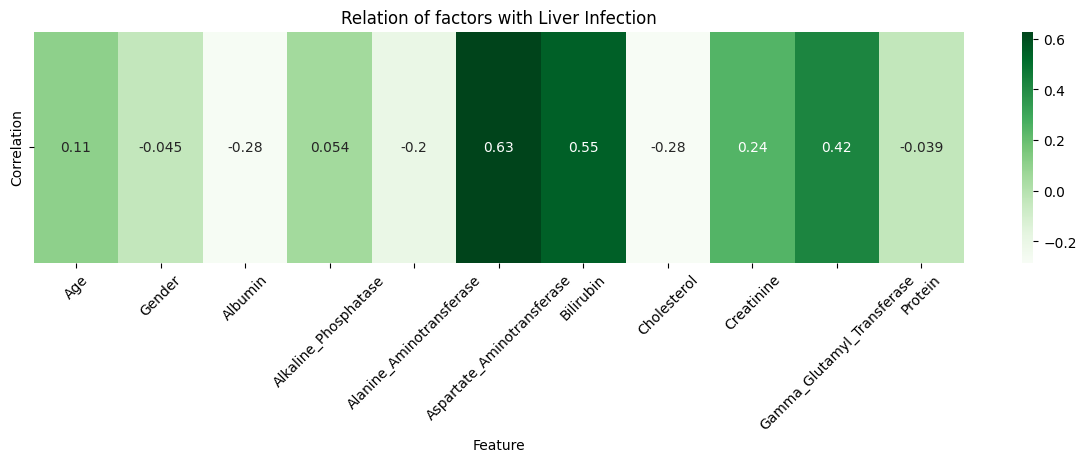 Relation of factors with Liver Infection
Correlation
0.11 -0.045 -0.28 0.054 -0.2 0.63 0.55 -0.28 0.24 0.42 -0.039
0.6
0.4
0.2
0.0
−0.2
Age
Gender
Albumin
Alkaline_Phosphatase
Alanine_Aminotransferase
Aspartate_Aminotransferase
Bilirubin
Cholesterol
Creatinine
Gamma_Glutamyl_Transferase
Protein
Feature